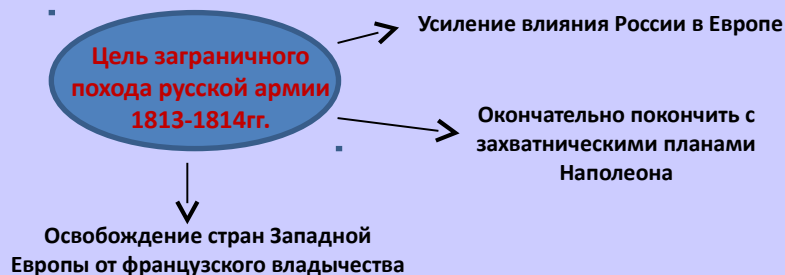 Усиление влияния России в Европе
Цель заграничного
похода русской армии
1813-1814гг.
Окончательно покончить с
захватническими планами
Наполеона
Освобождение стран Западной
Европы от французского владычества